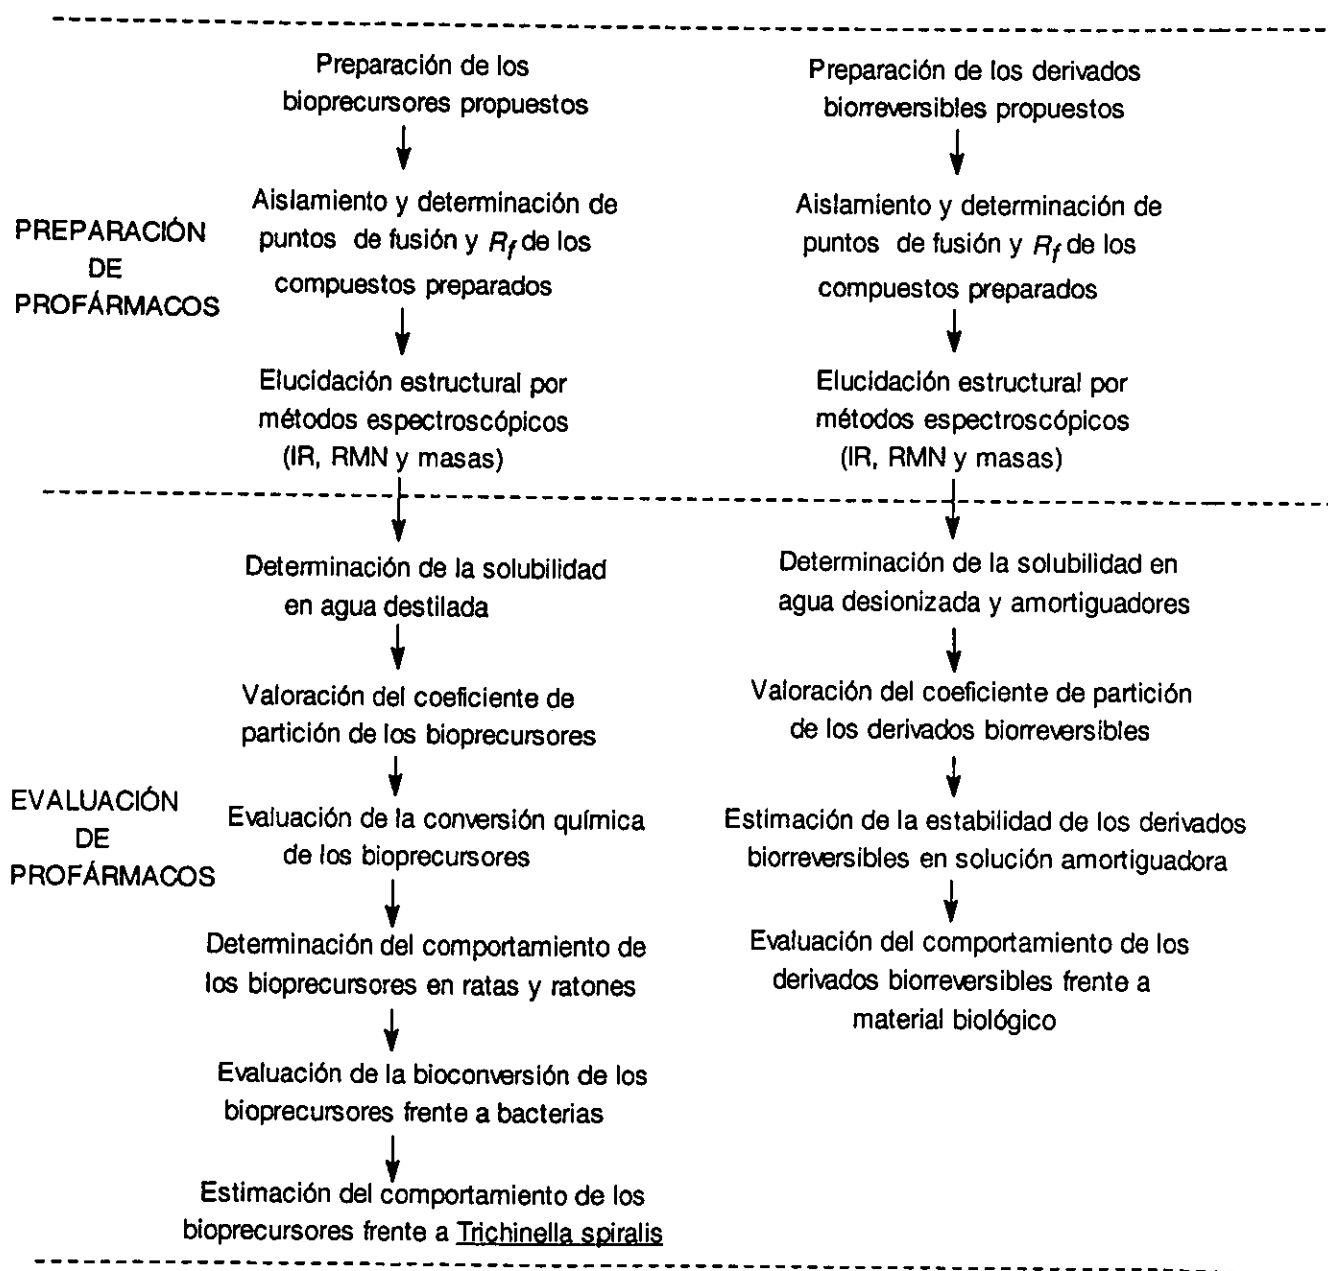 Preparación de los
bioprecursores propuestos
Preparación de los derivados
biorreversibles propuestos
PREPARACIÓN
DE
PROFÁRMACOS
Aislamiento y determinación de
puntos de fusión y Rf de los
compuestos preparados
Aislamiento y determinación de
puntos de fusión y Rf de los
compuestos preparados
Elucidación estructural por
métodos espectroscópicos
(IR, RMN y masas)
Elucidación estructural por
métodos espectroscópicos
(IR, RMN y masas)
EVALUACIÓN
DE
PROFÁRMACOS
Determinación de la solubilidad
en agua destilada
Valoración del coeficiente de
partición de los bioprecursores
Evaluación de la conversión química
de los bioprecursores
Determinación del comportamiento de
los bioprecursores en ratas y ratones
Evaluación de la bioconversión de los
bioprecursores frente a bacterias
Estimación del comportamiento de los
bioprecursores frente a Trichinella spiralis
Determinación de la solubilidad en
agua desionizada y amortiguadores
Valoración del coeficiente de partición
de los derivados biorreversibles
Estimación de la estabilidad de los derivados
biorreversibles en solución amortiguadora
Evaluación del comportamiento de los
derivados biorreversibles frente a
material biológico